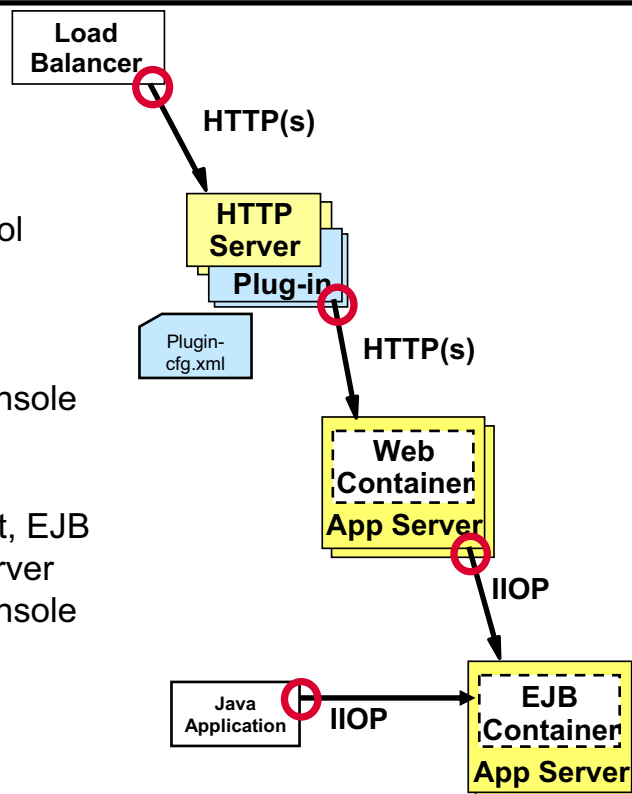 Load
Balancer
HTTP(s)
HTTP
Server
Plug-in
Plugin-
cfg.xml
HTTP(s)
Web
Container
App Server
IIOP
Java
Application
IIOP
EJB
Container
App Server
ol
nsole
t, EJB
rver
nsole